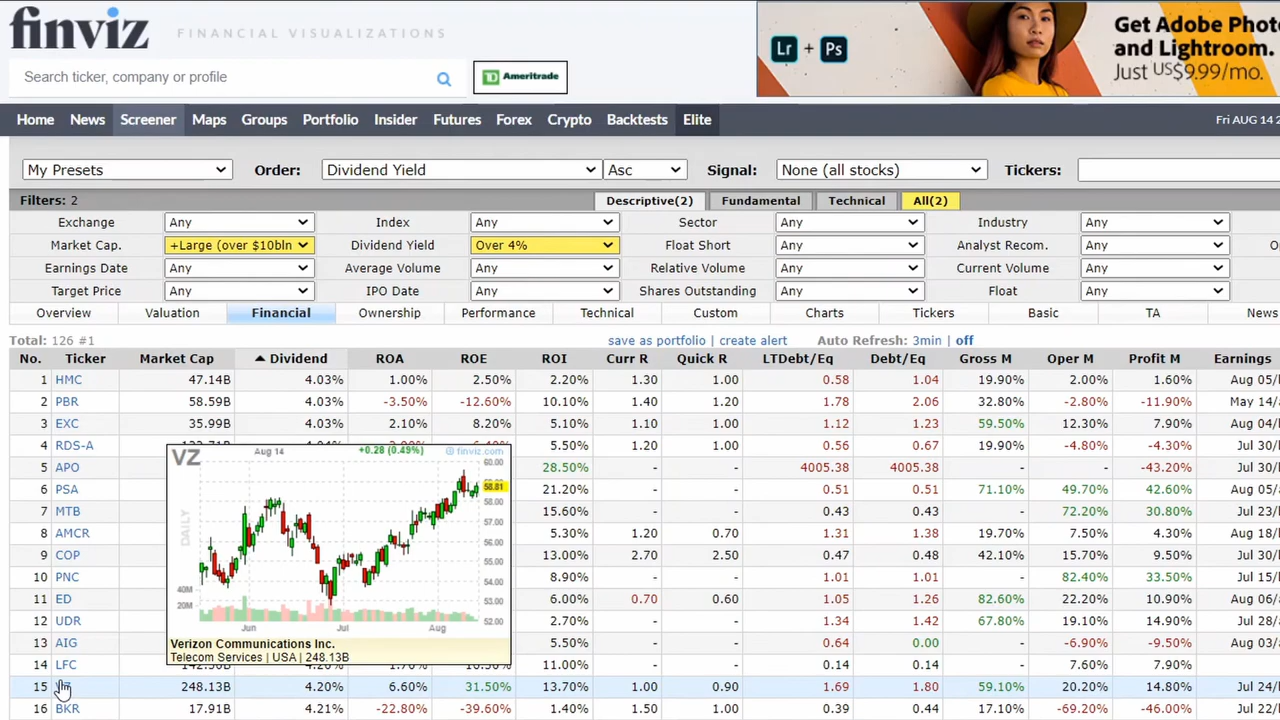 finviz FINANCIAL VISUALIZATIONS
Lr + Ps
Get Adobe Phot
and Lightroom.
Just US$9.99/mo.
Search ticker, company or profile
Ameritrade
Home News Screener Maps Groups Portfolio Insider Futures Forex Crypto Backtests Elite Fri AUG 14 2
My Presets Order: Dividend Yield Asc Signal: None (all stocks) Tickers:
Filters: 2 Descriptive(2) Fundamental Technical All(2)
Exchange Any Index Any Sector Any Industry Any
Market Cap. +Large (over $10bln Dividend Yield Over 4% Float Short Any Analyst Recom. Any
Earnings Date Any Average Volume Any Relative Volume Any Current Volume Any
Target Price Any IPO Date Any Shares Outstanding Any Float Any
Overview Valuation Financial Ownership Performance Technical Custom Charts Tickers Basic TA News
Total: 126 #1 save as portfolio | create alert Auto Refresh: 3min | off
No. Ticker Market Cap Dividend ROA ROE ROI Curr R Quick R LTDebt/Eq Debt/Eq Gross M Oper M Profit M Earnings
1 HMC 47.14B 4.03% 1.00% 2.50% 2.20% 1.30 1.00 0.58 1.04 19.90% 2.00% 1.60% Aug 05/
2 PBR 58.59B 4.03% -3.50% -12.60% 10.10% 1.40 1.20 1.78 2.06 32.80% -2.80% -11.90% May 14/
3 EXC 35.99B 4.03% 2.10% 8.20% 5.10% 1.10 1.00 1.12 1.23 59.50% 12.30% 7.90% Aug 04/
4 RDS-A 5.50% 1.20 1.00 0.56 0.67 19.90% -4.80% -4.30% Jul 30/
5 APO 28.50% - - 4005.38 4005.38 - - -43.20% Jul 30/
6 PSA 21.20% - - 0.51 0.51 71.10% 49.70% 42.60% Aug 05/
7 MTB 15.60% - - 0.43 0.43 - 72.20% 30.80% Jul 23/
8 AMCR 5.30% 1.20 0.70 1.31 1.38 19.70% 7.50% 4.30% Aug 18/
9 COP 13.00% 2.70 2.50 0.47 0.48 42.10% 15.70% 9.50% Jul 30/
10 PNC 8.90% - - 1.01 1.01 - 82.40% 33.50% Jul 15/
11 ED 6.00% 0.70 0.60 1.05 1.26 82.60% 22.20% 10.90% Aug 06/
12 UDR 2.70% - - 1.34 1.42 67.80% 19.10% 14.90% Jul 28/
13 AIG 5.50% - - 0.64 0.00 - -6.90% -9.50% Aug 03/
14 LFC 11.00% - - 0.14 0.14 - 7.60% 7.90%
15 248.13B 4.20% 6.60% 31.50% 13.70% 1.00 0.90 1.69 1.80 59.10% 20.20% 14.80% Jul 24/
16 BKR 17.91B 4.21% -22.80% -39.60% 1.40% 1.50 1.00 0.39 0.44 17.10% -69.20% -46.00% Jul 22/
VZ Aug 14 +0.28 (0.49%) © finviz.com
DAILY
60.00
58.81
58.00
57.00
56.00
55.00
54.00
53.00
52.00
40M
20M
Jun Jul Aug
Verizon Communications Inc.
Telecom Services | USA | 248.13B